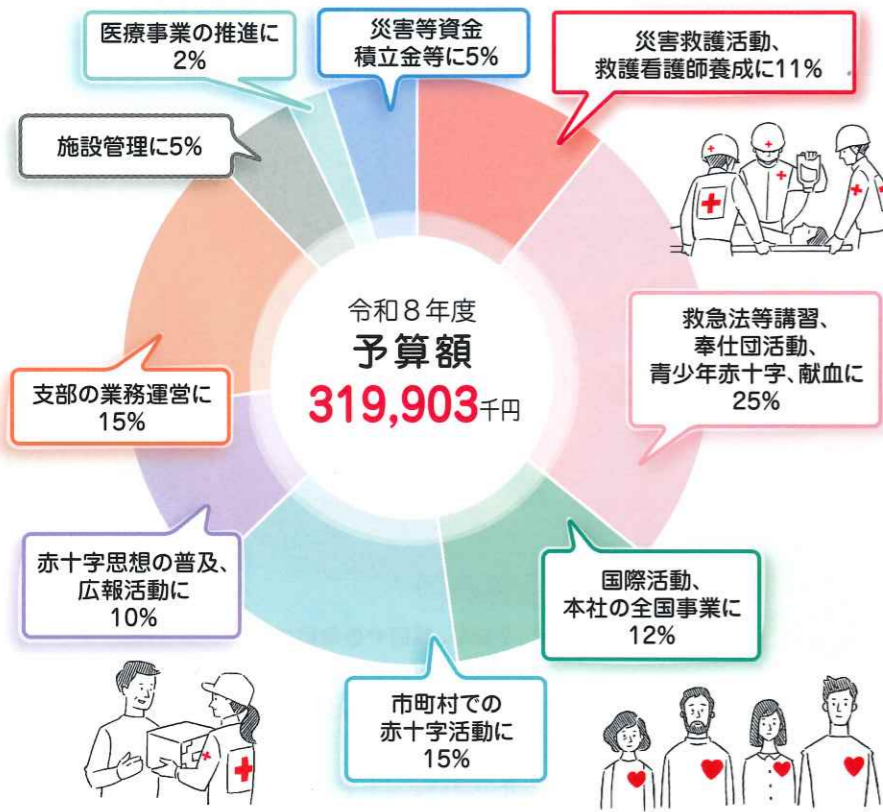 医療事業の推進に
2%
災害等資金
積立金等に5%
災害救護活動、
救護看護師養成に11%
施設管理に5%
令和8年度
予算額
319,903千円
救急法等講習、
奉仕団活動、
青少年赤十字、献血に
25%
支部の業務運営に
15%
赤十字思想の普及、
広報活動に
10%
国際活動、
本社の全国事業に
12%
市町村での
赤十字活動に
15%